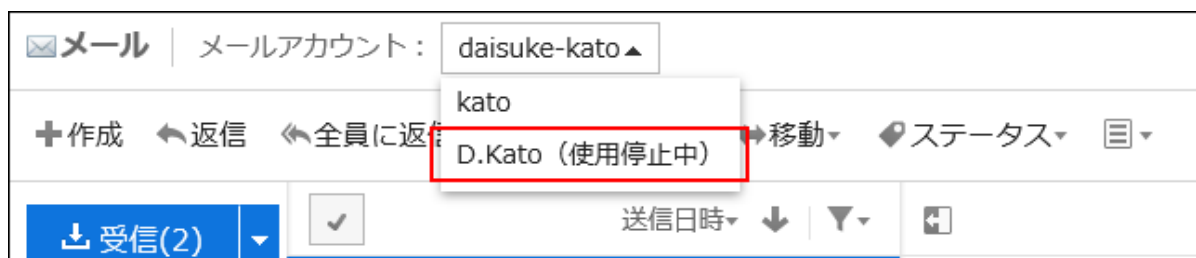 メール メールアカウント： daisuke-kato▲
kato
作成 返信 全員に返信 移動 ステータス
D.Kato（使用停止中）
受信(2) 送信日時